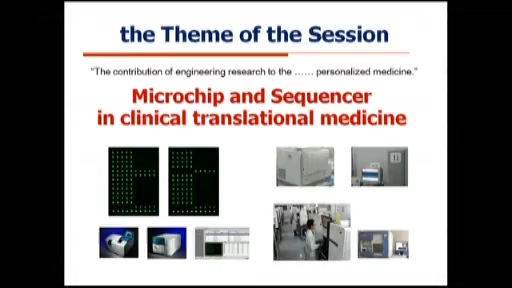 the Theme of the Session
"The contribution of engineering research to the ...... personalized medicine."
Microchip and Sequencer
in clinical translational medicine